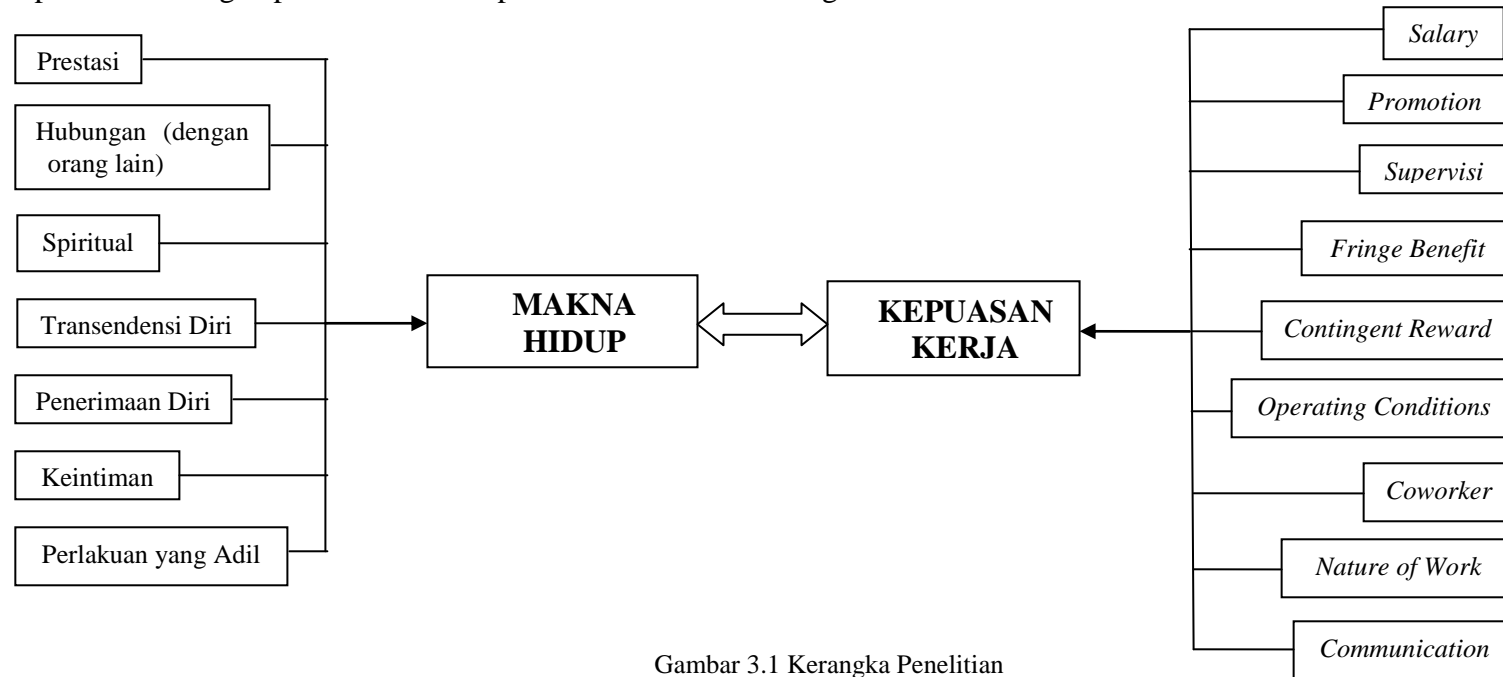 Prestasi
Hubungan (dengan
orang lain)
Spiritual
Transendensi Diri
Penerimaan Diri
Keintiman
Perlakuan yang Adil
MAKNA
HIDUP
KEPUASAN
KERJA
Salary
Promotion
Supervisi
Fringe Benefit
Contingent Reward
Operating Conditions
Coworker
Nature of Work
Communication
Gambar 3.1 Kerangka Penelitian